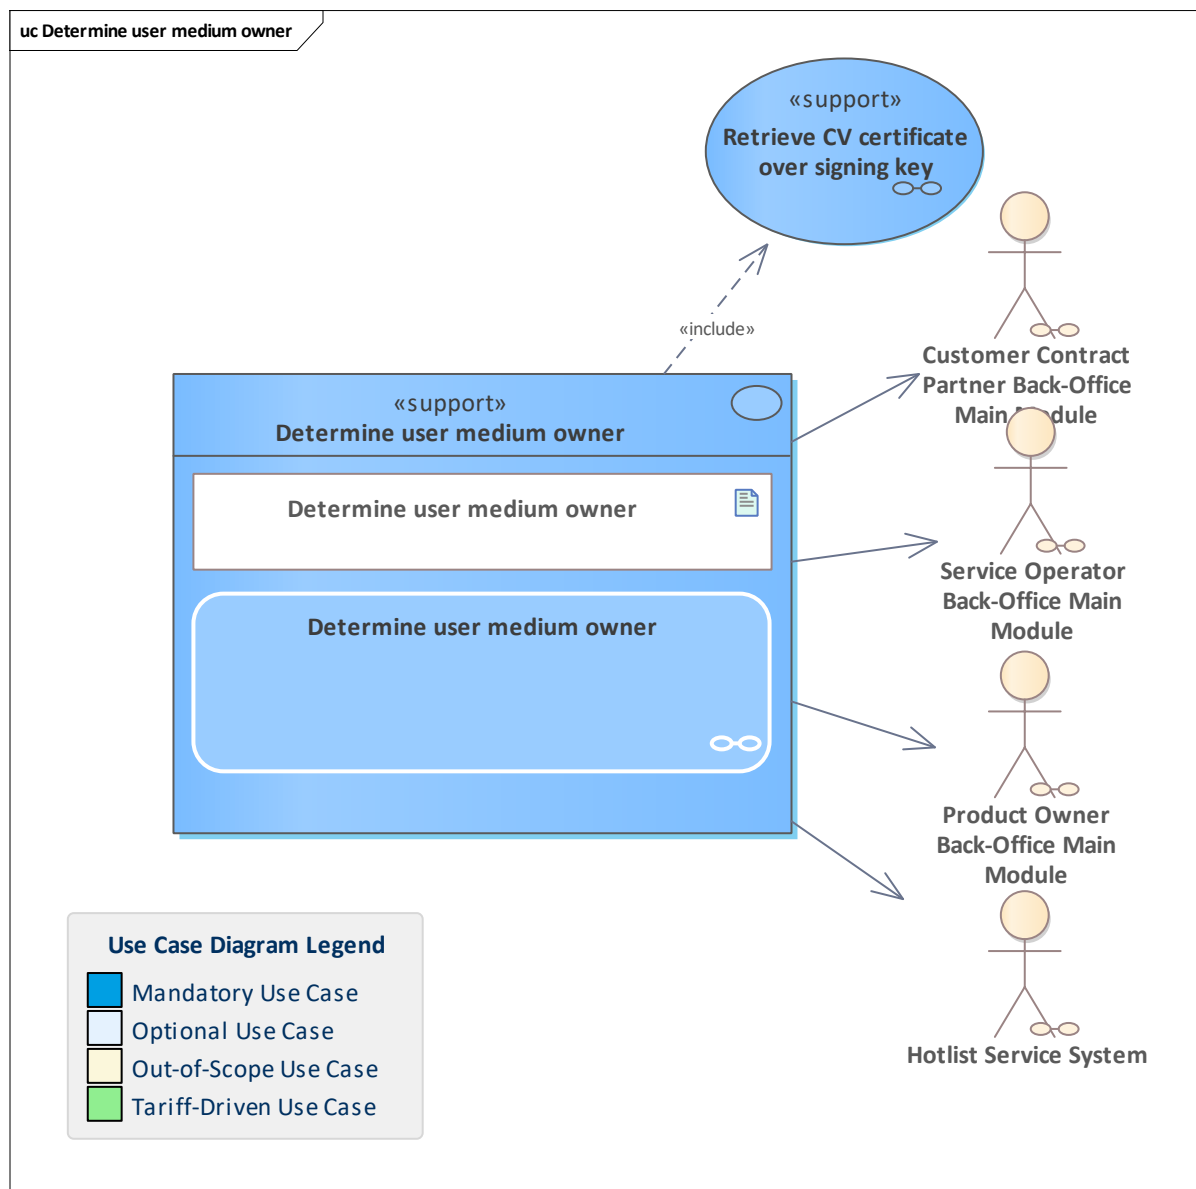 uc Determine user medium owner
«support»
Retrieve CV certificate
over signing key
«include»
Customer Contract
Partner Back-Office
Main Module
«support»
Determine user medium owner
Determine user medium owner
Determine user medium owner
Service Operator
Back-Office Main
Module
Product Owner
Back-Office Main
Module
Hotlist Service System
Use Case Diagram Legend
Mandatory Use Case
Optional Use Case
Out-of-Scope Use Case
Tariff-Driven Use Case